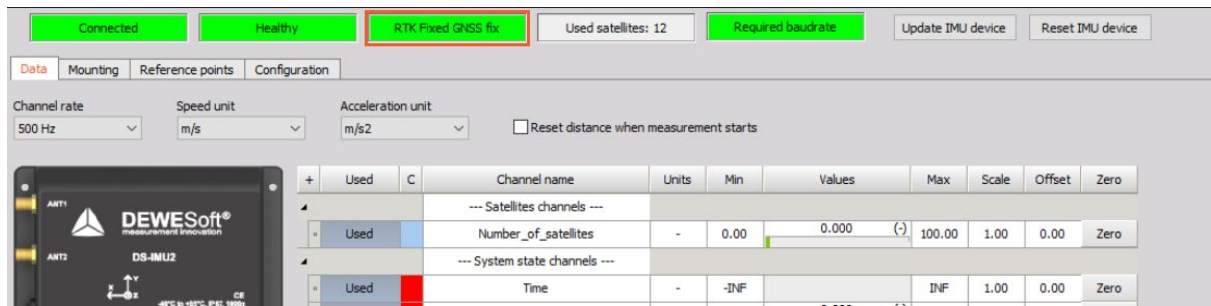 Connected Healthy RTK Fixed GNSS fix Used satellites: 12 Required baudrate Update IMU device Reset IMU device
Data Mounting Reference points Configuration
Channel rate Speed unit Acceleration unit
500 Hz m/s m/s2 Reset distance when measurement starts
+ Used C Channel name Units Min Values Max Scale Offset Zero
ANT1
--- Satellites channels ---
DEWESoft®
measurement innovation
Used Number_of_satellites - 0.00 0.000 (-) 100.00 1.00 0.00 Zero
ANT2 DS-IMU2
--- System state channels ---
x Y z
CE
Used Time - -INF INF 1.00 0.00 Zero